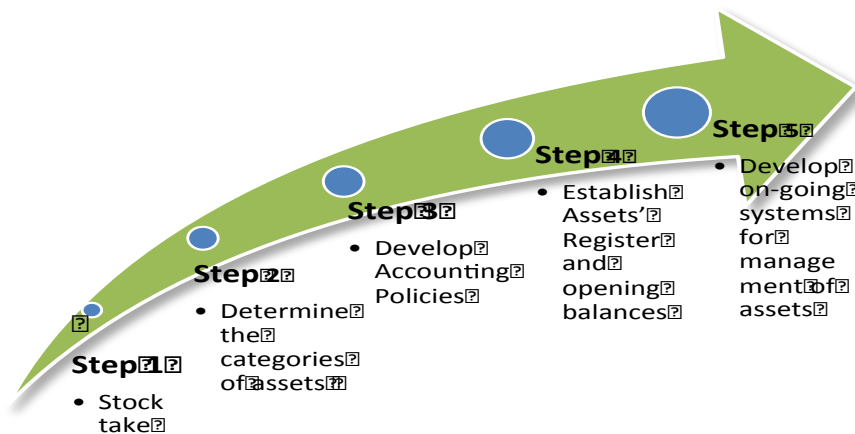 Step 1
• Stock
take
Step 2
• Determine
the
categories
of assets
Step 3
• Develop
Accounting
Policies
Step 4
• Establish
Assets’
Register
and
opening
balances
Step 5
• Develop
on-going
systems
for
manage
ment of
assets